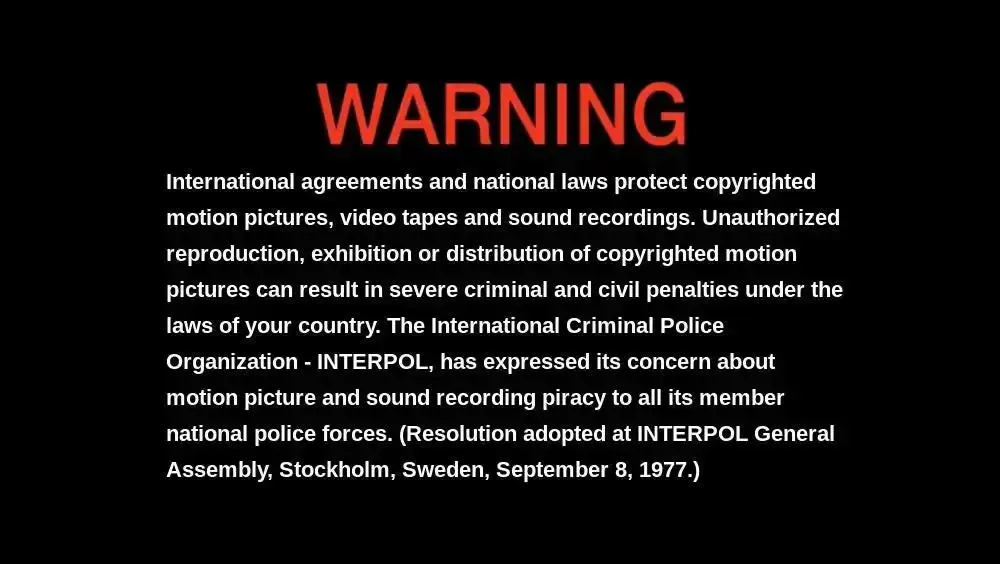 WARNING
International agreements and national laws protect copyrighted
motion pictures, video tapes and sound recordings. Unauthorized
reproduction, exhibition or distribution of copyrighted motion
pictures can result in severe criminal and civil penalties under the
laws of your country. The International Criminal Police
Organization - INTERPOL, has expressed its concern about
motion picture and sound recording piracy to all its member
national police forces. (Resolution adopted at INTERPOL General
Assembly, Stockholm, Sweden, September 8, 1977.)